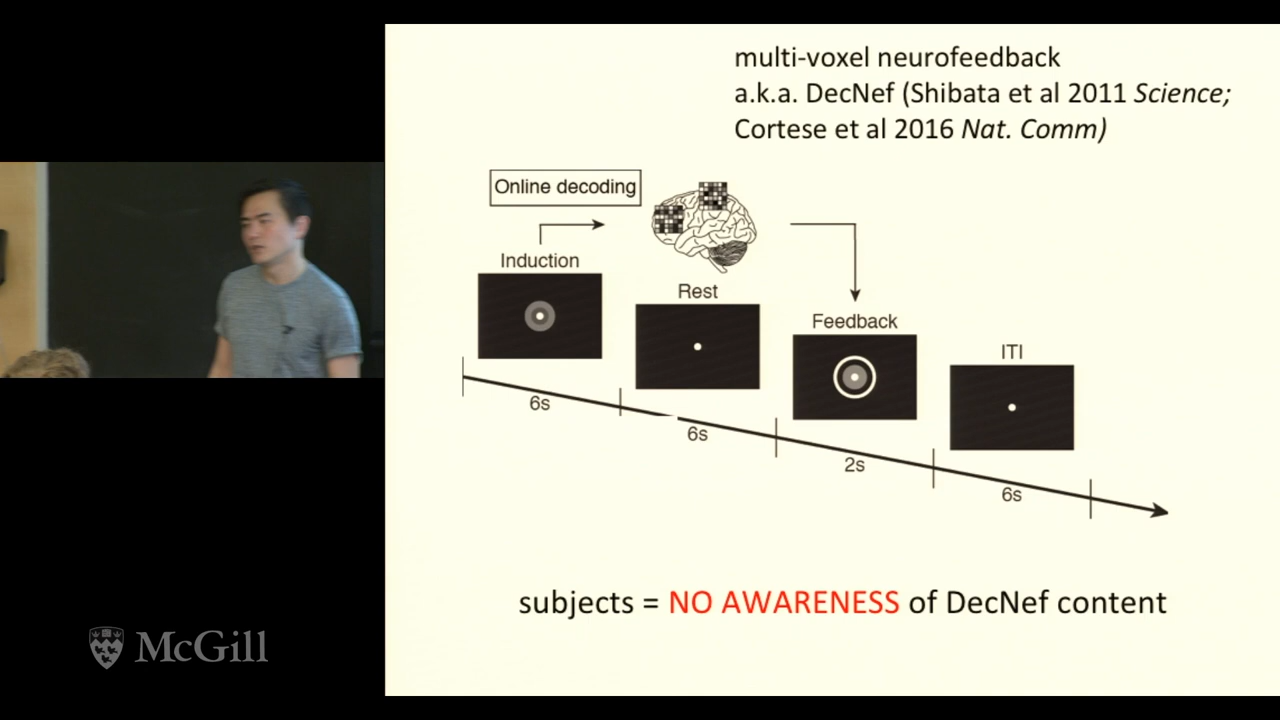 multi-voxel neurofeedback
a.k.a. DecNef (Shibata et al 2011 Science;
Cortese et al 2016 Nat. Comm)
Online decoding
Induction
Rest
Feedback
ITI
6s
6s
2s
6s
subjects = NO AWARENESS of DecNef content
McGill